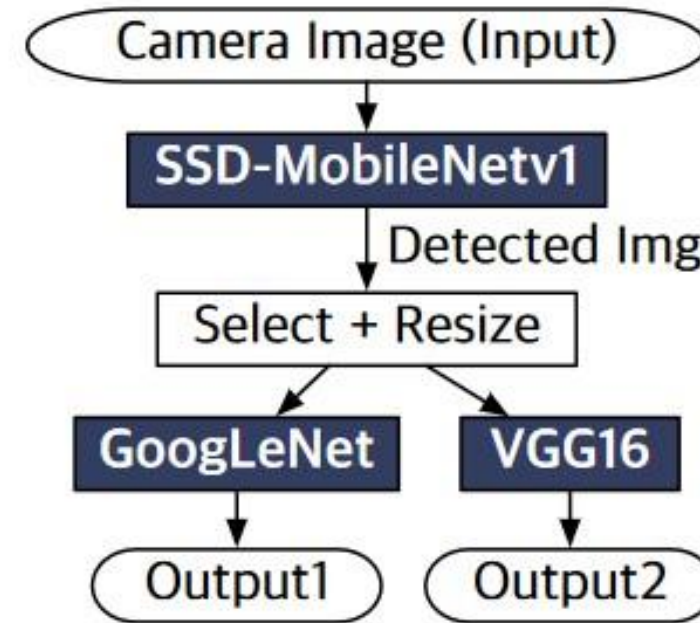 Camera Image (Input)
SSD-MobileNetv1
Detected Img
Select + Resize
GoogLeNet
VGG16
Output1
Output2